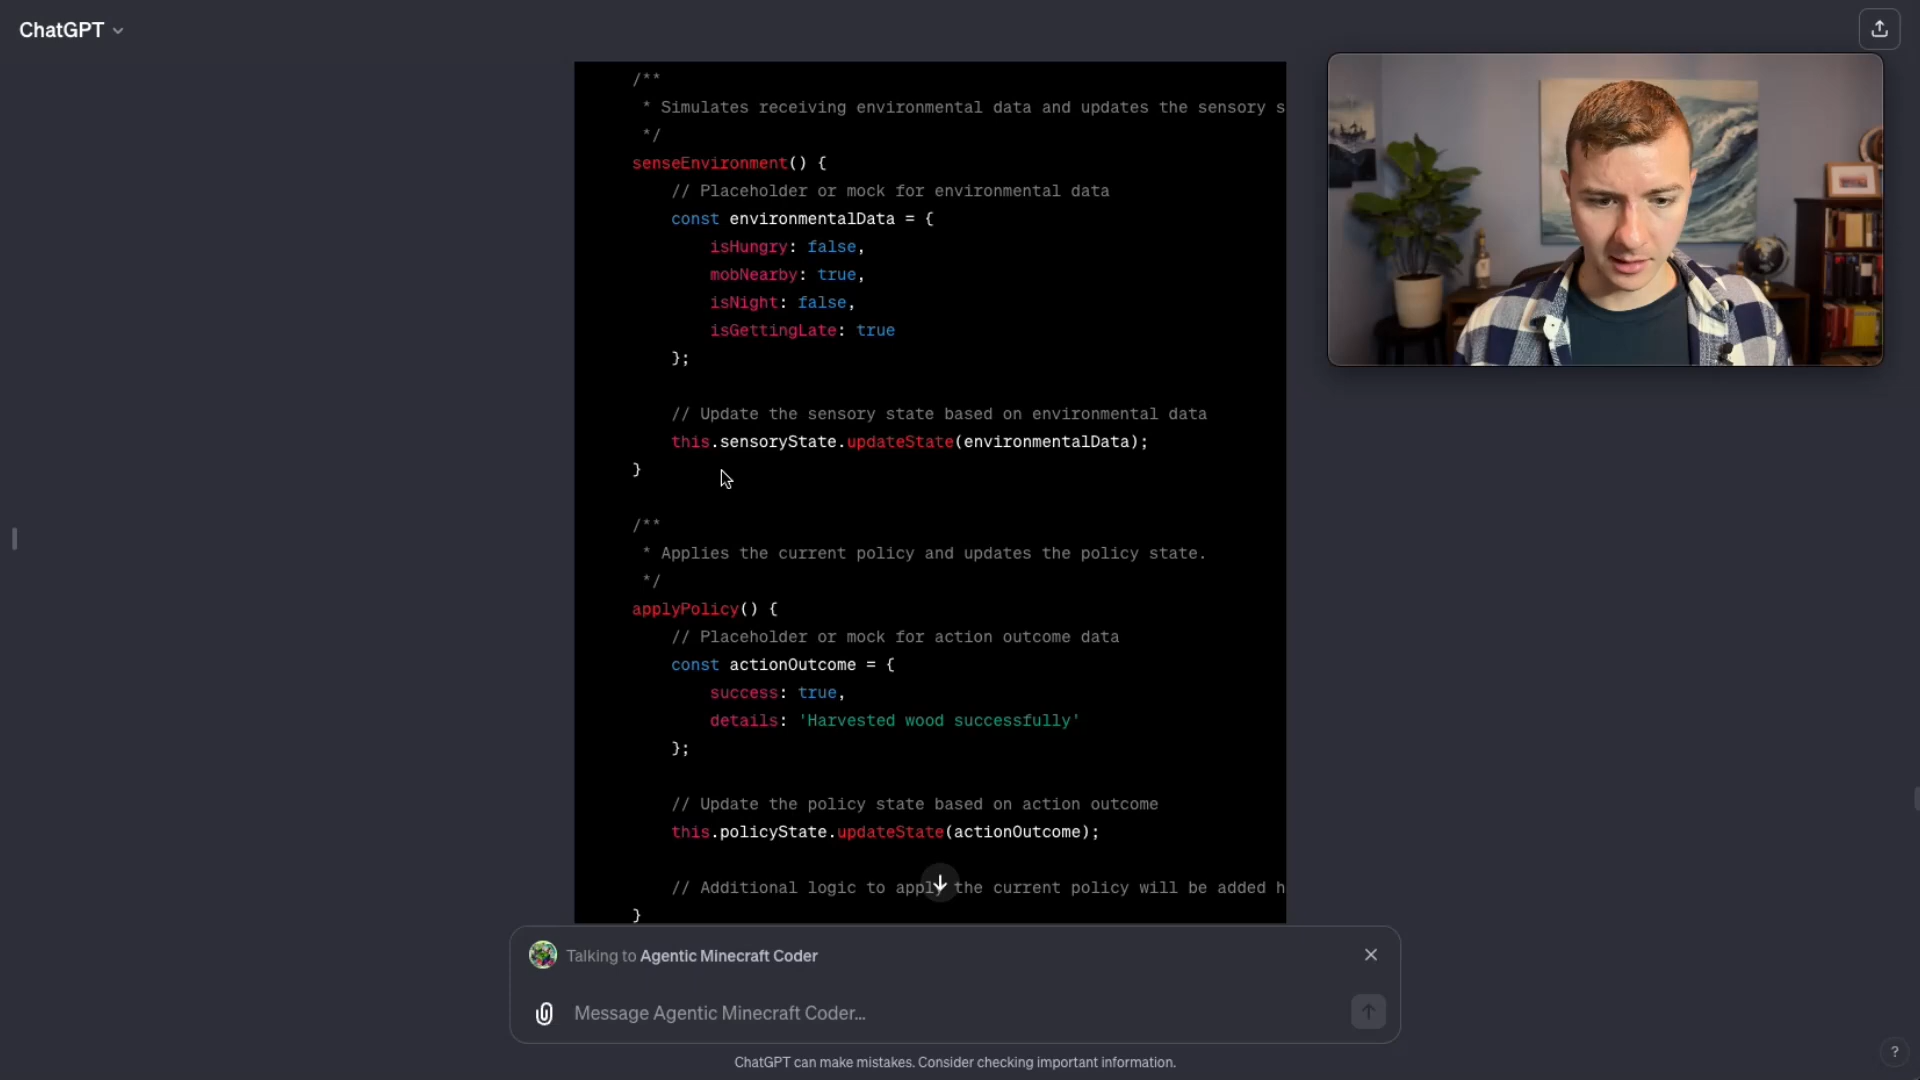 ChatGPT
/**
* Simulates receiving environmental data and updates the sensory s
*/
senseEnvironment() {
// Placeholder or mock for environmental data
const environmentalData = {
isHungry: false,
mobNearby: true,
isNight: false,
isGettingLate: true
};
// Update the sensory state based on environmental data
this.sensoryState.updateState(environmentalData);
}
/**
* Applies the current policy and updates the policy state.
*/
applyPolicy() {
// Placeholder or mock for action outcome data
const actionOutcome = {
success: true,
details: 'Harvested wood successfully'
};
// Update the policy state based on action outcome
this.policyState.updateState(actionOutcome);
// Additional logic to apply the current policy will be added h
}
Talking to Agentic Minecraft Coder
Message Agentic Minecraft Coder...
ChatGPT can make mistakes. Consider checking important information.
?